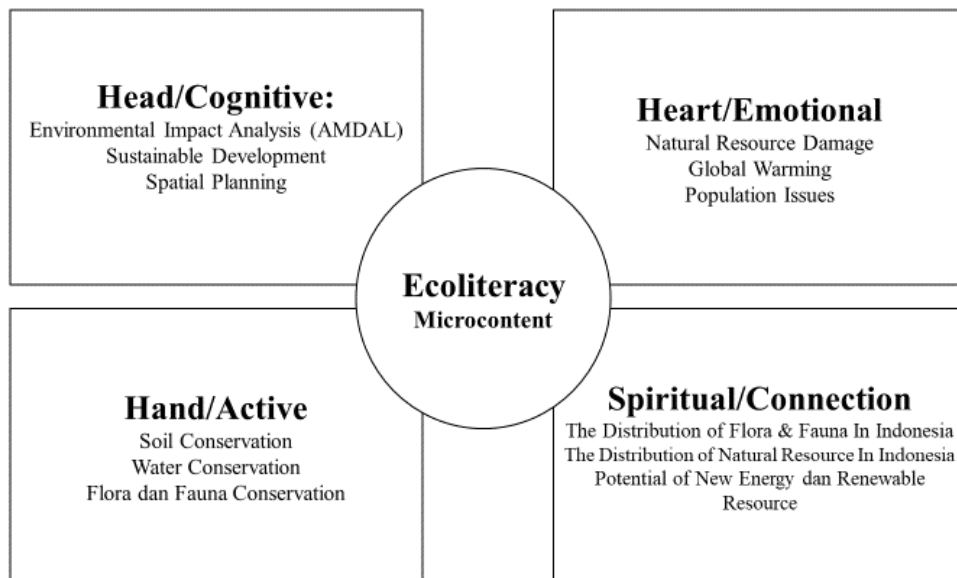 Head/Cognitive:
Environmental Impact Analysis (AMDAL)
Sustainable Development
Spatial Planning
Heart/Emotional
Natural Resource Damage
Global Warming
Population Issues
Ecoliteracy
Microcontent
Hand/Active
Soil Conservation
Water Conservation
Flora dan Fauna Conservation
Spiritual/Connection
The Distribution of Flora & Fauna In Indonesia
The Distribution of Natural Resource In Indonesia
Potential of New Energy dan Renewable
Resource